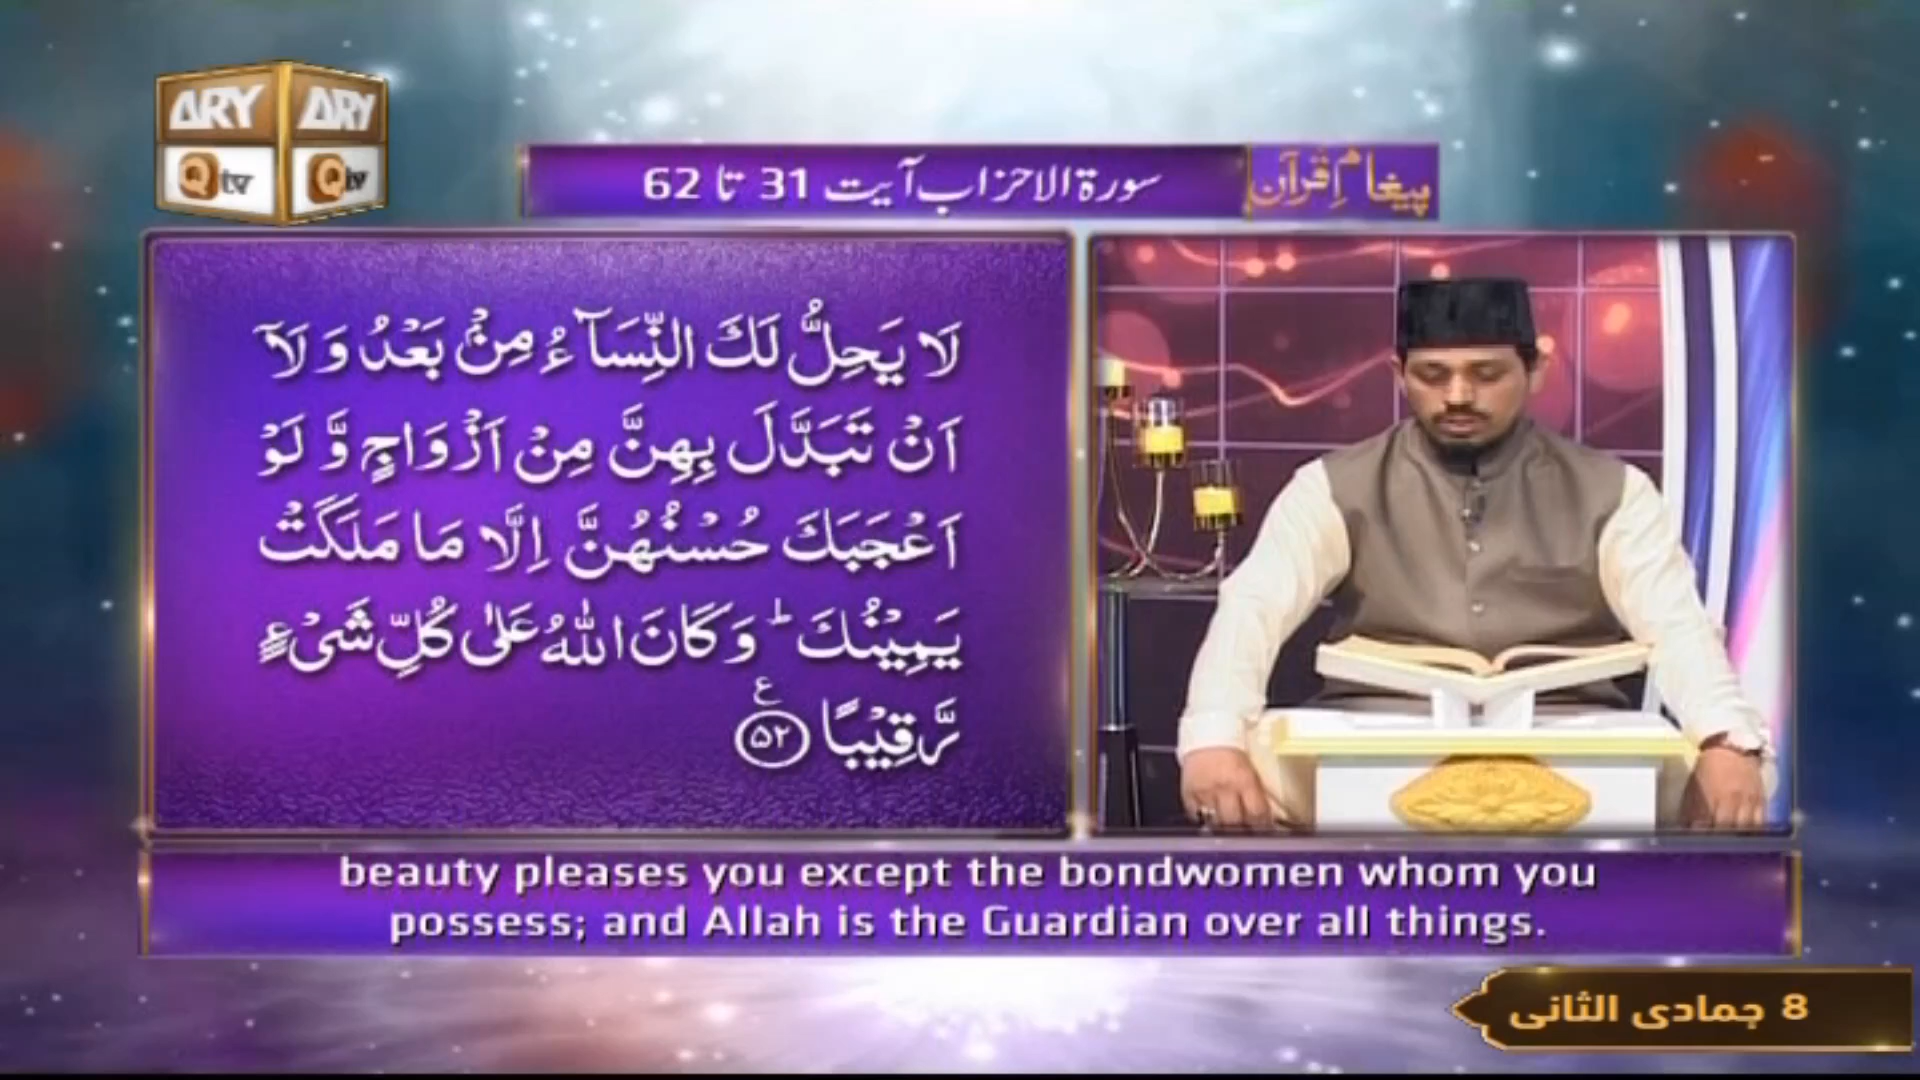 ARY ARY
Qtv Qtv
پیغامِ قرآن
سورۃ الاحزاب آیت 31 تا 62
لَا یَحِلُّ لَكَ النِّسَآءُ مِنْۢ بَعْدُ وَ لَاۤ
اَنْ تَبَدَّلَ بِهِنَّ مِنْ اَزْوَاجٍ وَّ لَوْ
اَعْجَبَكَ حُسْنُهُنَّ اِلَّا مَا مَلَكَتْ
یَمِیْنُكَ ؕ وَ كَانَ اللّٰهُ عَلٰى كُلِّ شَیْءٍ
رَّقِیْبًا ﴿۵۲﴾ ع
beauty pleases you except the bondwomen whom you
possess; and Allah is the Guardian over all things.
8 جمادی الثانی